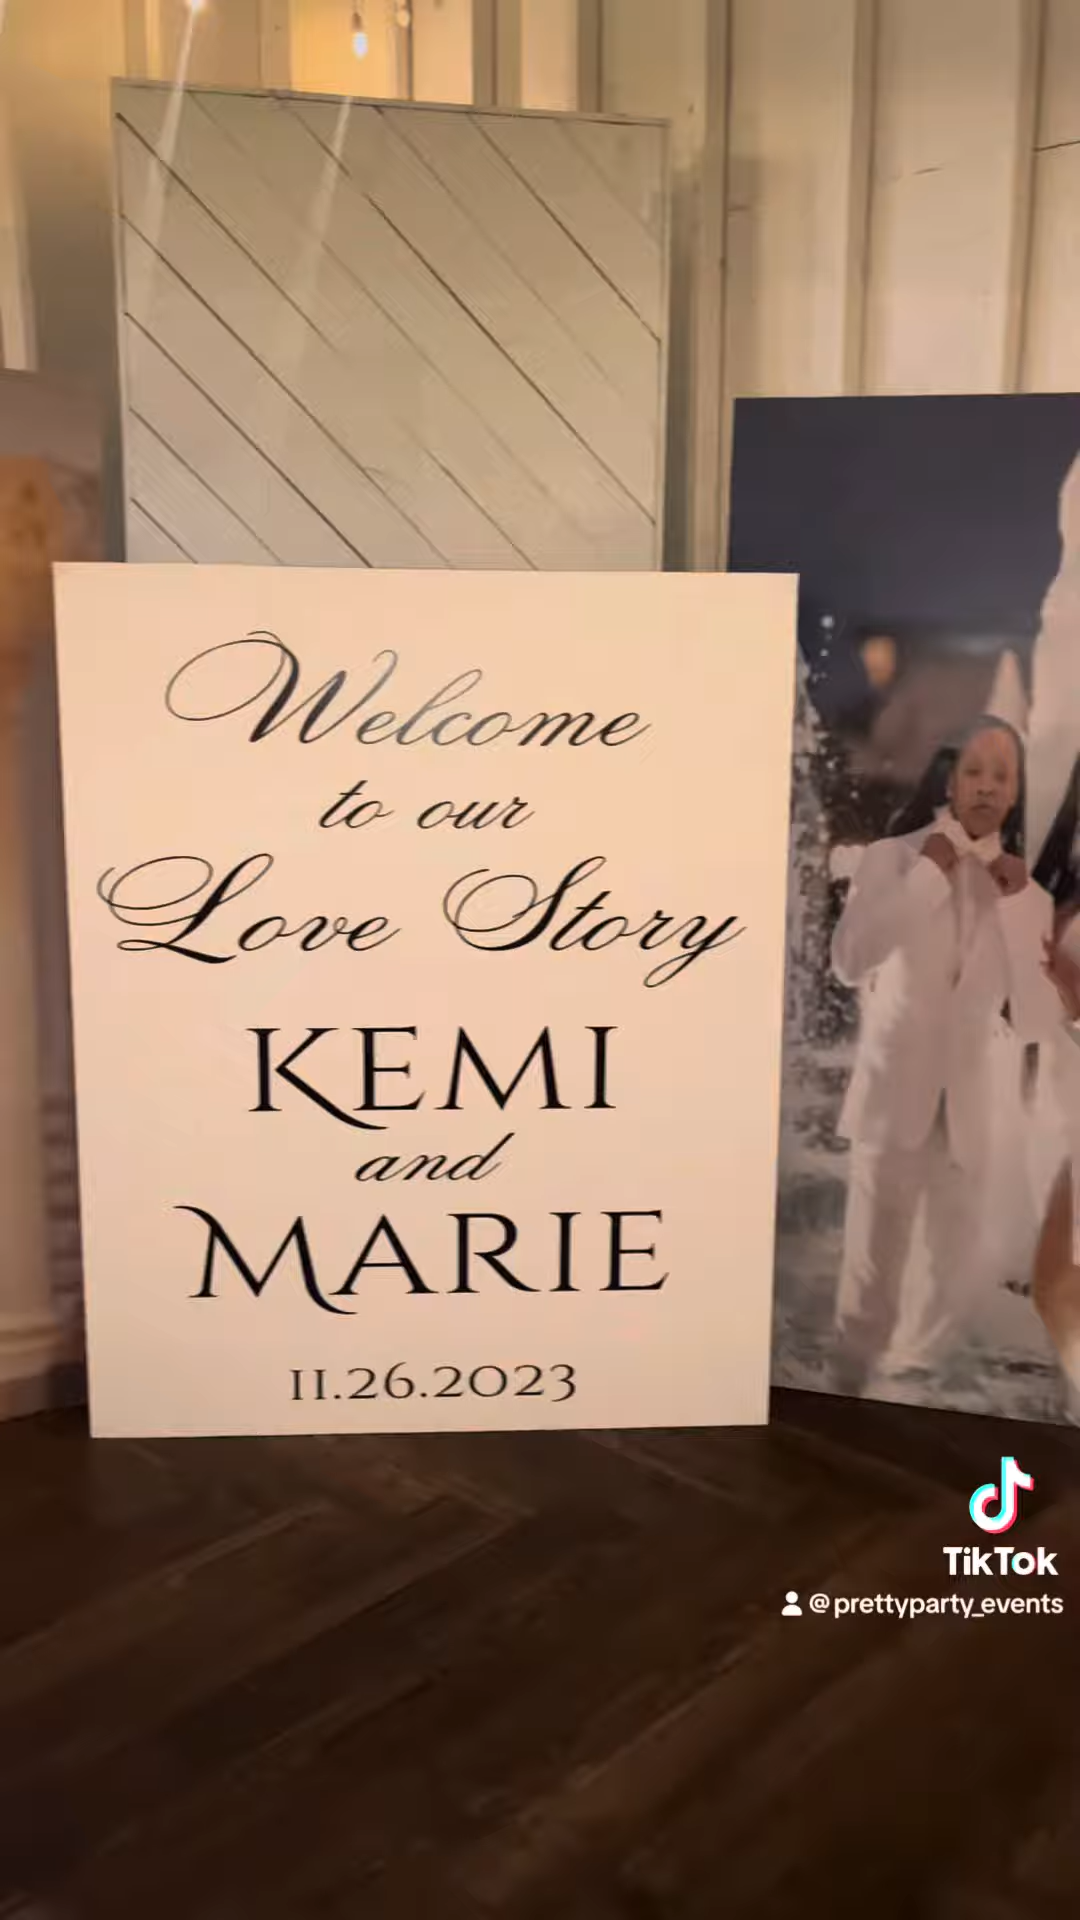 Welcome
to our
Love Story
KEMI
and
MARIE
11.26.2023
TikTok
@prettyparty_events